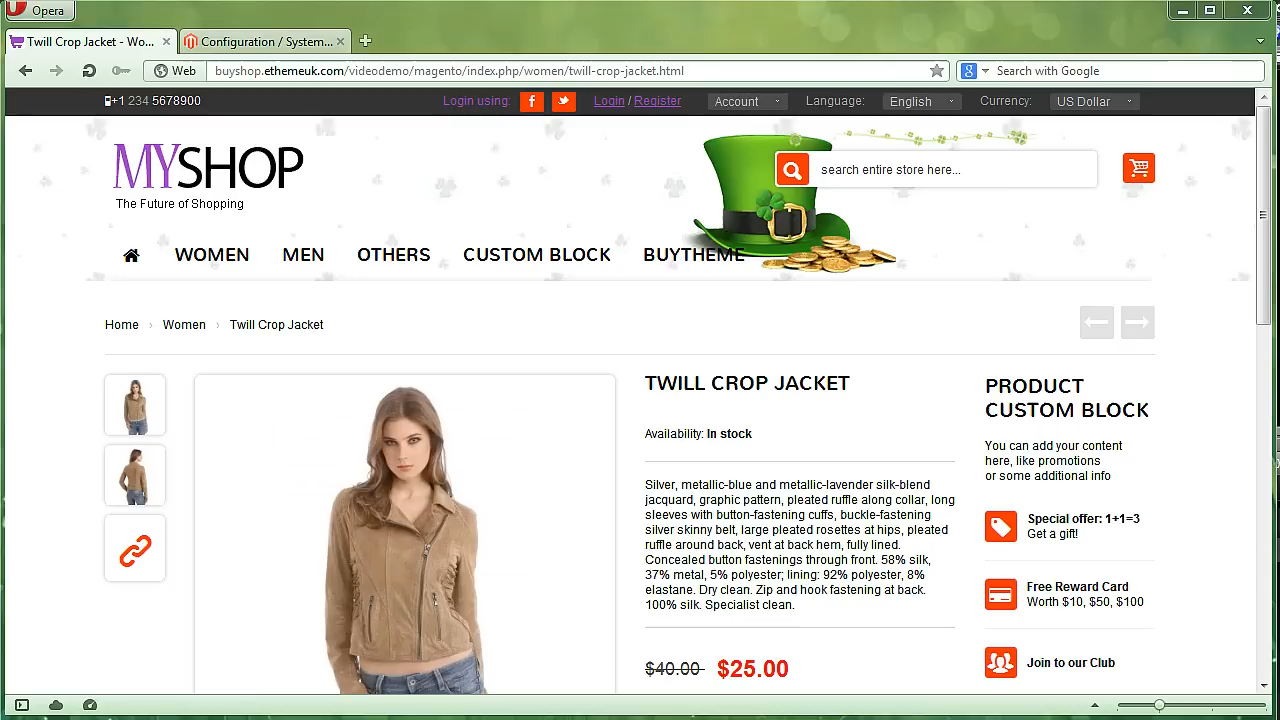 Opera
Twill Crop Jacket - Wo...
Configuration / System...
Web
buyshop.ethemeuk.com/videodemo/magento/index.php/women/twill-crop-jacket.html
Search with Google
+1 234 5678900
Login using:
Login / Register
Account
Language:
English
Currency:
US Dollar
MYSHOP
The Future of Shopping
search entire store here...
WOMEN
MEN
OTHERS
CUSTOM BLOCK
BUYTHEME
Home › Women › Twill Crop Jacket
TWILL CROP JACKET
Availability: In stock
Silver, metallic-blue and metallic-lavender silk-blend
jacquard, graphic pattern, pleated ruffle along collar, long
sleeves with button-fastening cuffs, buckle-fastening
silver skinny belt, large pleated rosettes at hips, pleated
ruffle around back, vent at back hem, fully lined.
Concealed button fastenings through front. 58% silk,
37% metal, 5% polyester; lining: 92% polyester, 8%
elastane. Dry clean. Zip and hook fastening at back.
100% silk. Specialist clean.
$40.00 $25.00
PRODUCT
CUSTOM BLOCK
You can add your content
here, like promotions
or some additional info
Special offer: 1+1=3
Get a gift!
Free Reward Card
Worth $10, $50, $100
Join to our Club